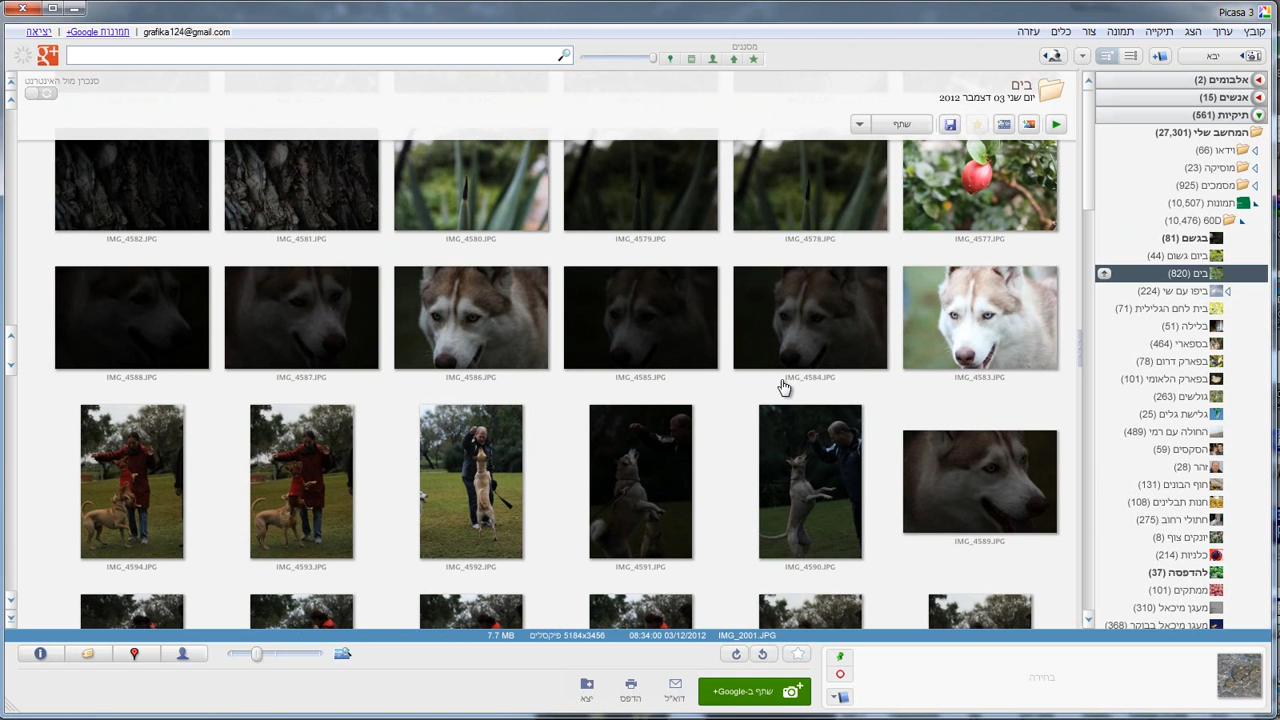 Picasa 3
קובץ ערוך הצג תיקייה תמונה צור כלים עזרה
grafika124@gmail.com | תמונות Google+ | יציאה
יבא
מסננים
g+
אלבומים (2)
אנשים (15)
תיקיות (561)
המחשב שלי (27,301)
וידאו (66)
מוסיקה (23)
מסמכים (925)
תמונות (10,507)
60D (10,476)
בגשם (81)
ביום גשום (44)
בים (820)
ביפו עם שי (224)
בית לחם הגלילית (71)
בלילה (51)
בספארי (464)
בפארק דרום (78)
בפארק הלאומי (101)
גולשים (263)
גלישת גלים (25)
החולה עם רמי (489)
הסקסים (59)
זהר (28)
חוף הבונים (131)
חנות תבלינים (108)
חתולי רחוב (275)
יונקים צוף (8)
כלניות (214)
להדפסה (37)
ממתקים (101)
מעגן מיכאל (310)
מעגן מיכאל בבוקר (368)
בים
יום שני 03 דצמבר 2012
סנכרן מול האינטרנט
שתף
IMG_4577.JPG
IMG_4578.JPG
IMG_4579.JPG
IMG_4580.JPG
IMG_4581.JPG
IMG_4582.JPG
IMG_4583.JPG
IMG_4584.JPG
IMG_4585.JPG
IMG_4586.JPG
IMG_4587.JPG
IMG_4588.JPG
IMG_4589.JPG
IMG_4590.JPG
IMG_4591.JPG
IMG_4592.JPG
IMG_4593.JPG
IMG_4594.JPG
IMG_2001.JPG 03/12/2012 08:34:00 5184x3456 פיקסלים 7.7 MB
בחירה
שתף ב-Google+
דוא"ל
הדפס
יצא